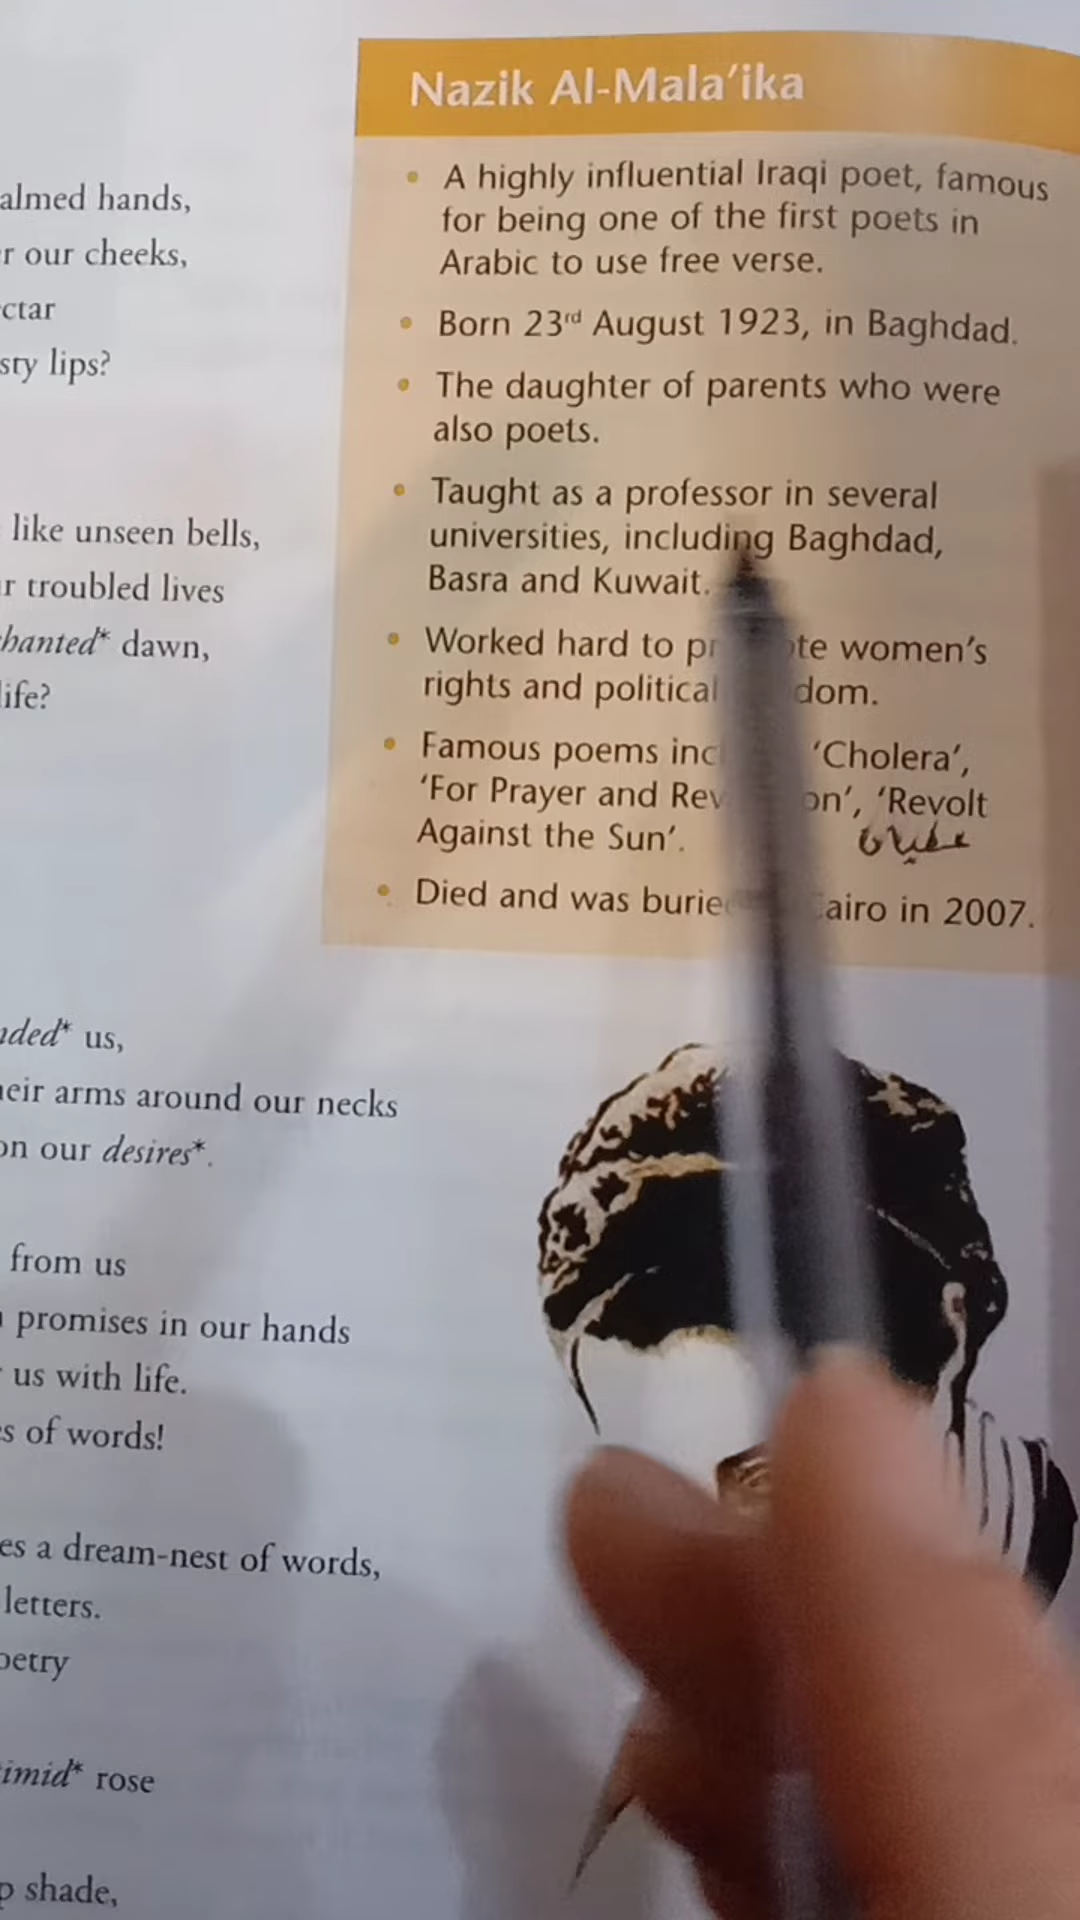 almed hands,
r our cheeks,
ctar
sty lips?
like unseen bells,
r troubled lives
hanted* dawn,
life?
nded* us,
heir arms around our necks
on our desires*.
from us
promises in our hands
us with life.
s of words!
es a dream-nest of words,
letters.
oetry
imid* rose
p shade,
Nazik Al-Mala'ika
• A highly influential Iraqi poet, famous
for being one of the first poets in
Arabic to use free verse.
• Born 23rd August 1923, in Baghdad.
• The daughter of parents who were
also poets.
• Taught as a professor in several
universities, including Baghdad,
Basra and Kuwait.
• Worked hard to pr te women's
rights and political dom.
• Famous poems inc 'Cholera',
'For Prayer and Rev on', 'Revolt
Against the Sun'.
• Died and was burie airo in 2007.